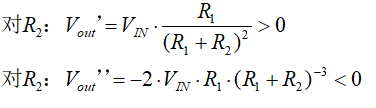 对R₂：Vout' = VIN · R₁/(R₁ + R₂)² > 0
对R₂：Vout'' = −2 · VIN · R₁ · (R₁ + R₂)⁻³ < 0